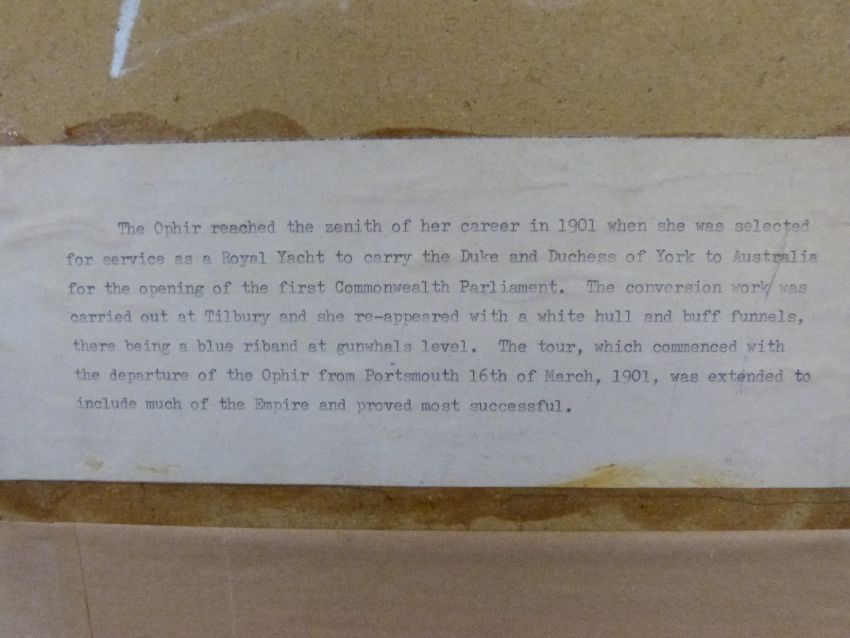 The Ophir reached the zenith of her career in 1901 when she was selected
for service as a Royal Yacht to carry the Duke and Duchess of York to Australia
for the opening of the first Commonwealth Parliament. The conversion work was
carried out at Tilbury and she re-appeared with a white hull and buff funnels,
there being a blue riband at gunwhals level. The tour, which commenced with
the departure of the Ophir from Portsmouth 16th of March, 1901, was extended to
include much of the Empire and proved most successful.